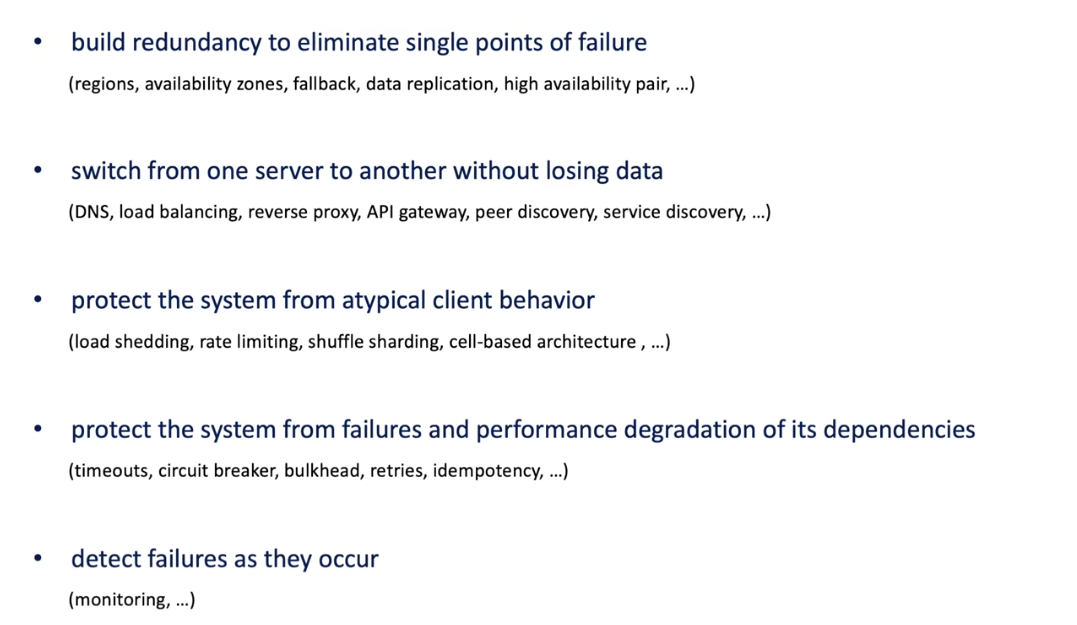 • build redundancy to eliminate single points of failure
(regions, availability zones, fallback, data replication, high availability pair, ...)
• switch from one server to another without losing data
(DNS, load balancing, reverse proxy, API gateway, peer discovery, service discovery, ...)
• protect the system from atypical client behavior
(load shedding, rate limiting, shuffle sharding, cell-based architecture , ...)
• protect the system from failures and performance degradation of its dependencies
(timeouts, circuit breaker, bulkhead, retries, idempotency, ...)
• detect failures as they occur
(monitoring, ...)